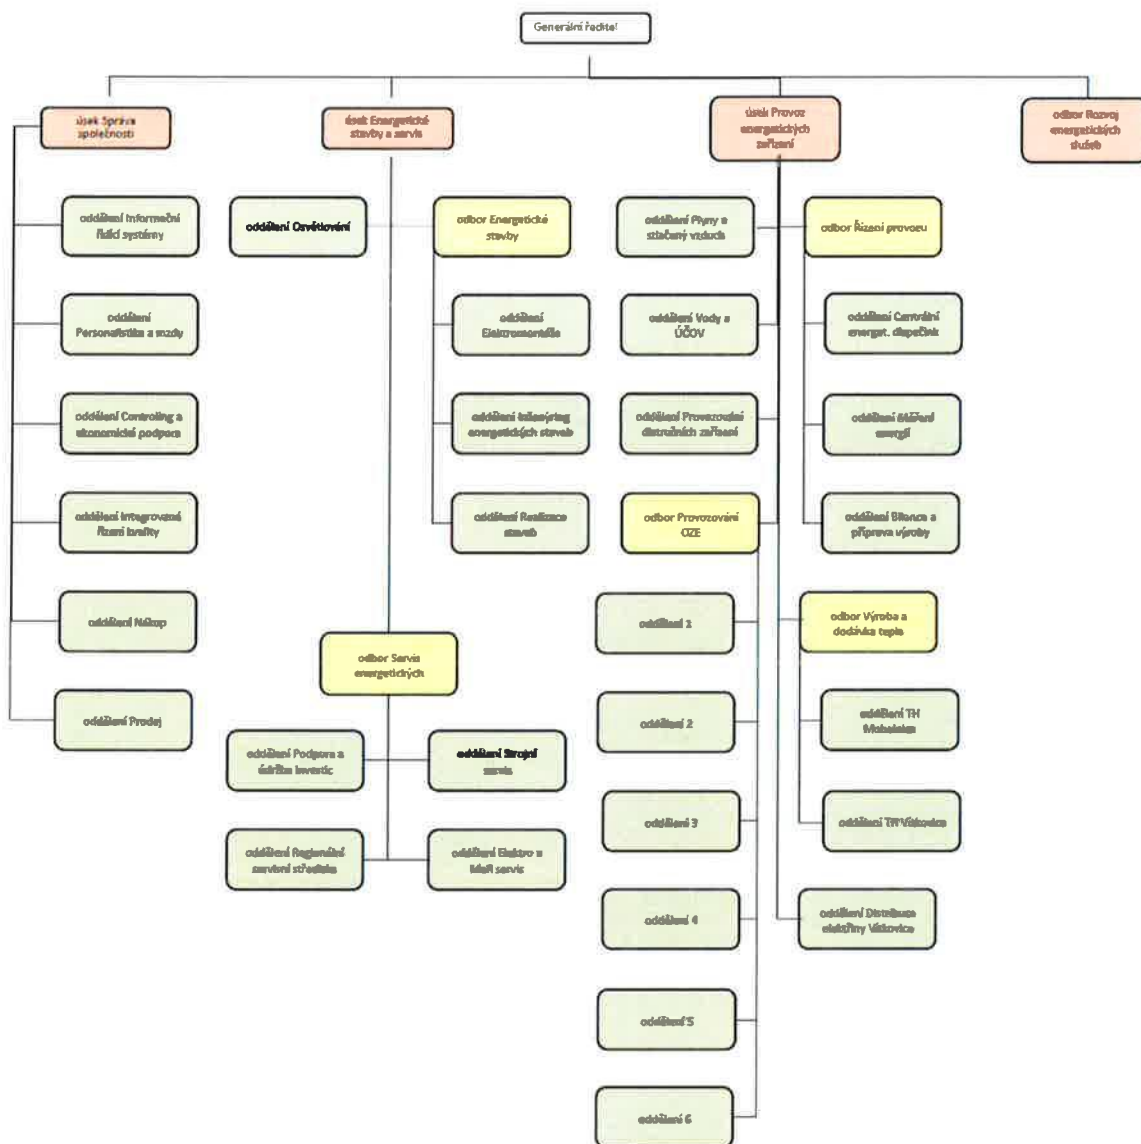 Generální ředitel
úsek Správa
společnosti
úsek Energetické
stavby a servis
úsek Provoz
energetických
zařízení
odbor Rozvoj
energetických
služeb
oddělení Informační
řídící systémy
oddělení Osvětlování
odbor Energetické
stavby
oddělení Plyny a
stlačený vzduch
odbor Řízení provozu
oddělení
Personalistika a mzdy
oddělení
Elektromontáže
oddělení Vody a
ÚČOV
oddělení Centrální
energet. dispečink
oddělení Controling a
ekonomická podpora
oddělení Inženýring
energetických staveb
oddělení Provozování
distručních zařízení
oddělení Měření
energií
oddělení Integrované
řízení kvality
oddělení Realizace
staveb
odbor Provozování
OZE
oddělení Bilance a
příprava výroby
oddělení Nákup
oddělení 1
odbor Výroba a
dodávka tepla
odbor Servis
energetických
oddělení Prodej
oddělení 2
oddělení TH
Mohelnice
oddělení Podpora a
údržba investic
oddělení Strojní
servis
oddělení 3
oddělení TH Vítkovice
oddělení Regionální
servisní střediska
oddělení Elektro a
MaR servis
oddělení 4
oddělení Distribuce
elektřiny Vítkovice
oddělení 5
oddělení 6